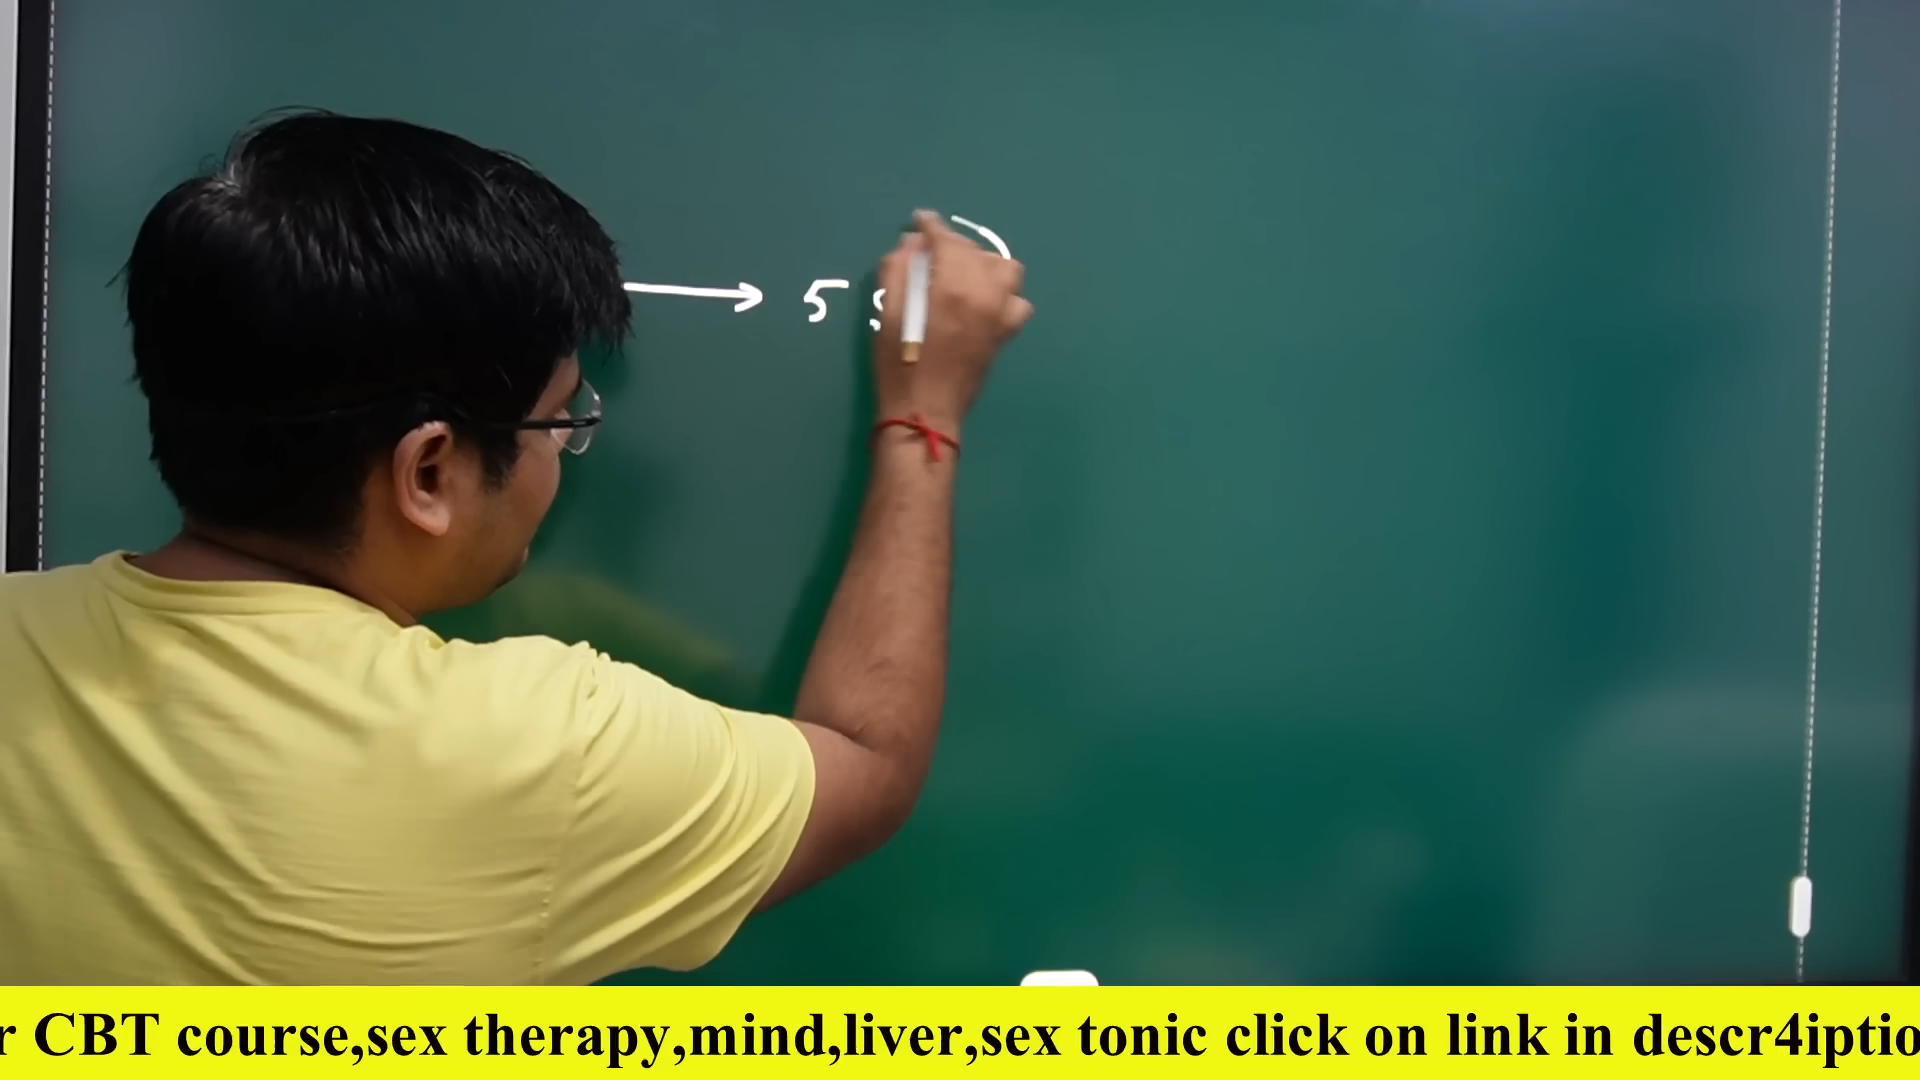 → 5
r CBT course,sex therapy,mind,liver,sex tonic click on link in descr4iptio